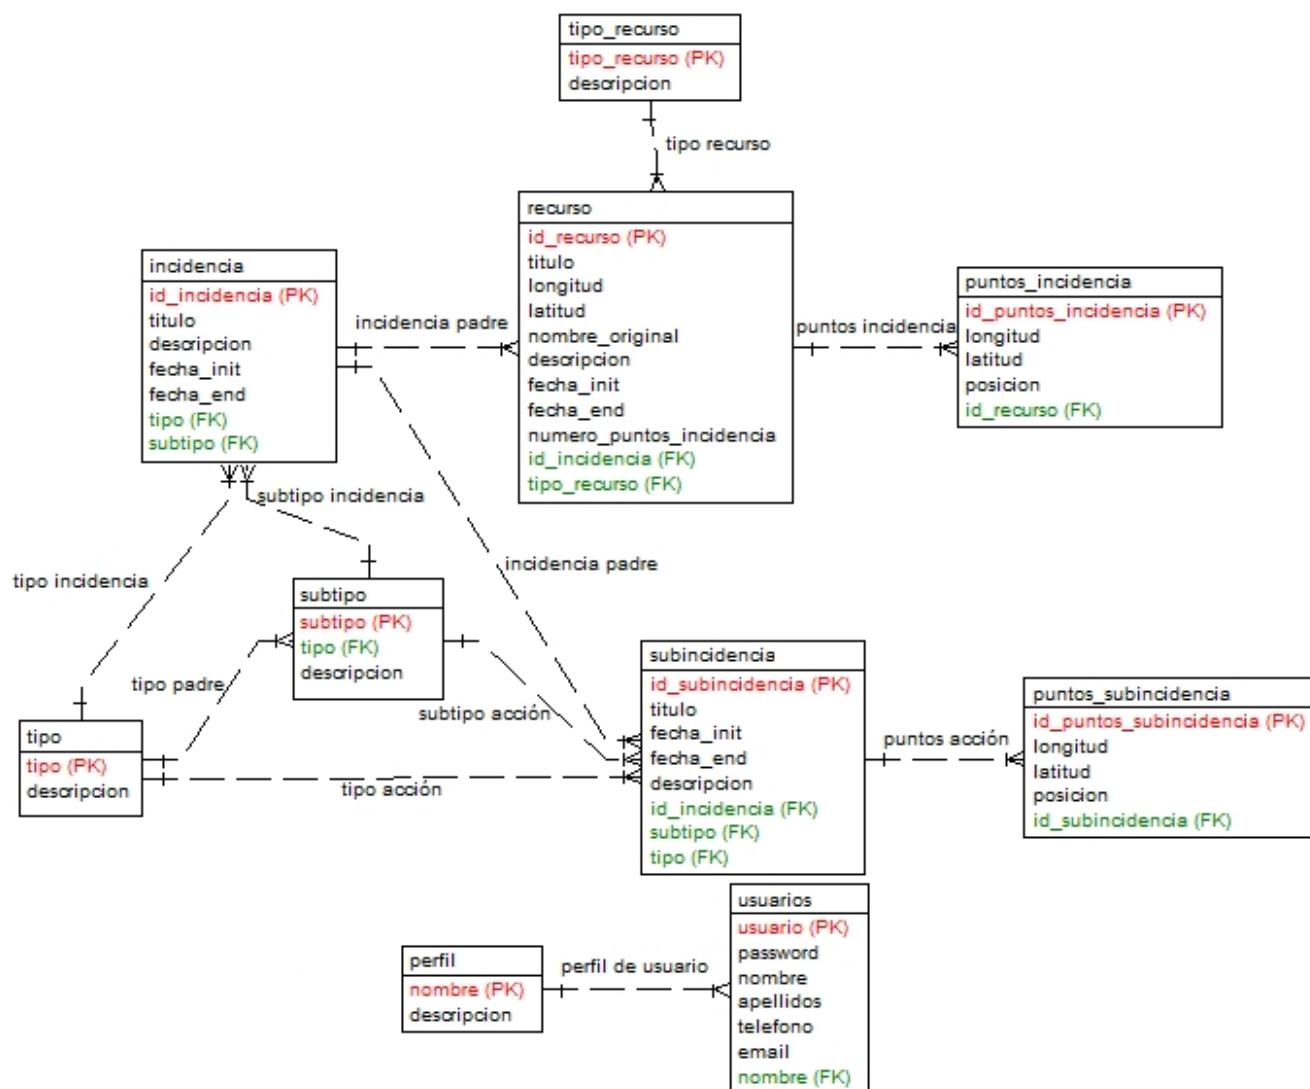 tipo_recurso
tipo_recurso (PK)
descripcion
tipo recurso
recurso
id_recurso (PK)
titulo
longitud
latitud
nombre_original
descripcion
fecha_init
fecha_end
numero_puntos_incidencia
id_incidencia (FK)
tipo_recurso (FK)
incidencia
id_incidencia (PK)
titulo
descripcion
fecha_init
fecha_end
tipo (FK)
subtipo (FK)
incidencia padre
puntos incidencia
puntos_incidencia
id_puntos_incidencia (PK)
longitud
latitud
posicion
id_recurso (FK)
subtipo incidencia
tipo incidencia
incidencia padre
subtipo
subtipo (PK)
tipo (FK)
descripcion
tipo padre
subtipo acción
tipo
tipo (PK)
descripcion
tipo acción
subincidencia
id_subincidencia (PK)
titulo
fecha_init
fecha_end
descripcion
id_incidencia (FK)
subtipo (FK)
tipo (FK)
puntos acción
puntos_subincidencia
id_puntos_subincidencia (PK)
longitud
latitud
posicion
id_subincidencia (FK)
perfil
nombre (PK)
descripcion
perfil de usuario
usuarios
usuario (PK)
password
nombre
apellidos
telefono
email
nombre (FK)